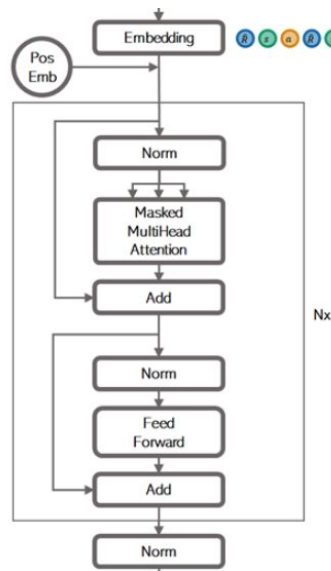 Embedding
R̂ s a R̂
Pos
Emb
Norm
Masked
MultiHead
Attention
Add
Nx
Norm
Feed
Forward
Add
Norm